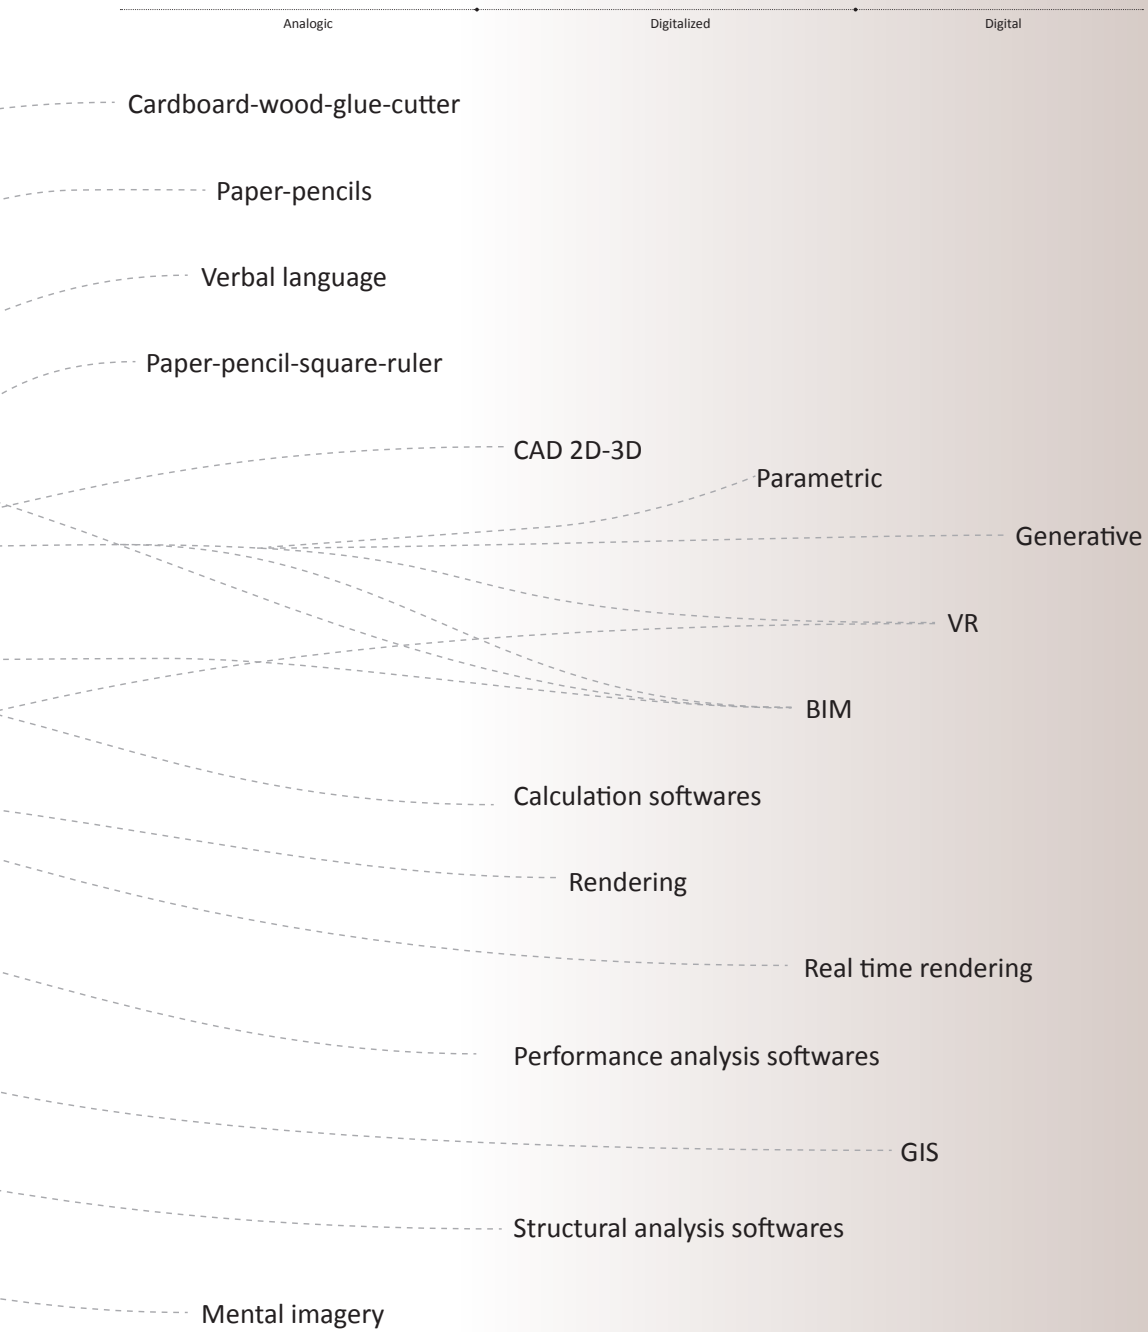 Analogic
Digitalized
Digital
Cardboard-wood-glue-cutter
Paper-pencils
Verbal language
Paper-pencil-square-ruler
CAD 2D-3D
Parametric
Generative
VR
BIM
Calculation softwares
Rendering
Real time rendering
Performance analysis softwares
GIS
Structural analysis softwares
Mental imagery